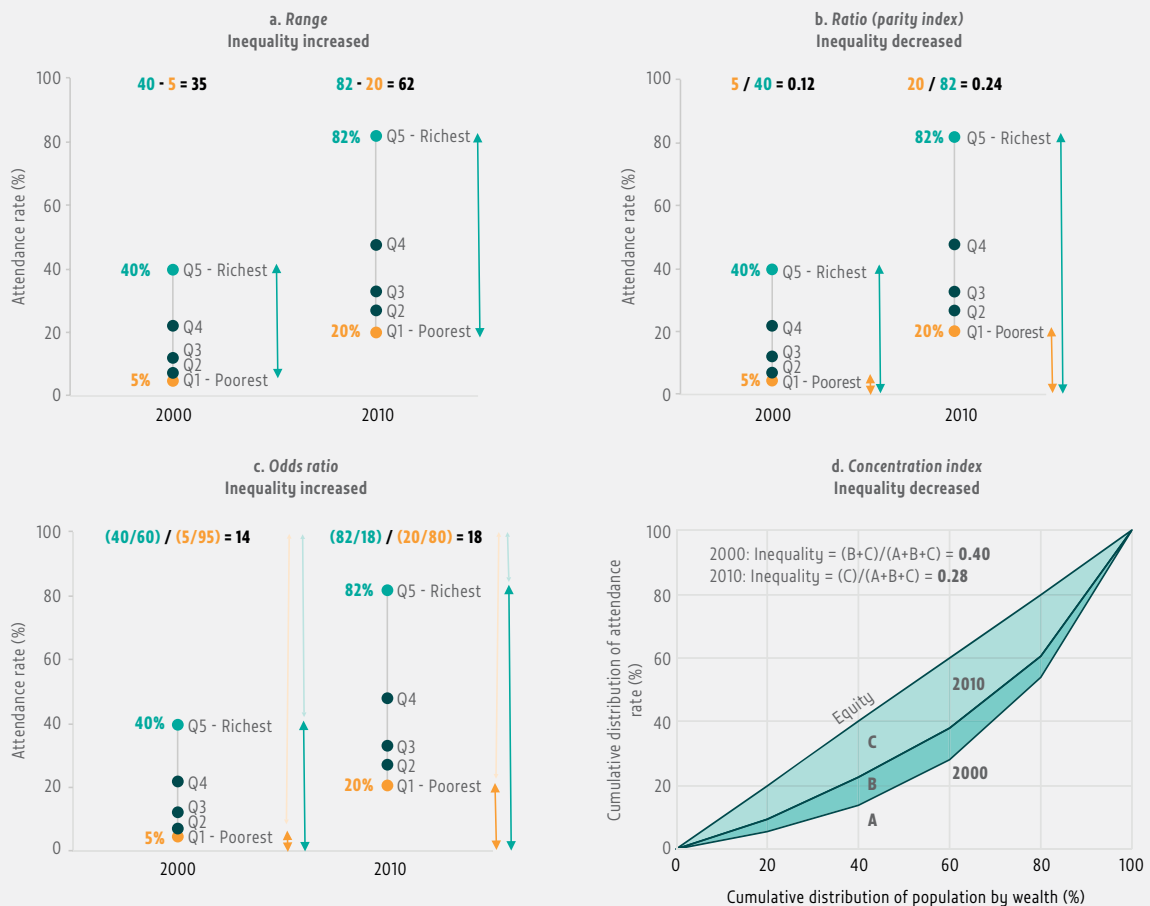 a. Range
Inequality increased
40 - 5 = 35
82 - 20 = 62
Attendance rate (%)
100
80
60
40
20
0
82%
Q5 - Richest
Q4
Q3
Q2
20%
Q1 - Poorest
40%
Q5 - Richest
Q4
Q3
Q2
5%
Q1 - Poorest
2000
2010
b. Ratio (parity index)
Inequality decreased
5 / 40 = 0.12
20 / 82 = 0.24
Attendance rate (%)
100
80
60
40
20
0
82%
Q5 - Richest
Q4
Q3
Q2
20%
Q1 - Poorest
40%
Q5 - Richest
Q4
Q3
Q2
5%
Q1 - Poorest
2000
2010
c. Odds ratio
Inequality increased
(40/60) / (5/95) = 14
(82/18) / (20/80) = 18
Attendance rate (%)
100
80
60
40
20
0
82%
Q5 - Richest
Q4
Q3
Q2
20%
Q1 - Poorest
40%
Q5 - Richest
Q4
Q3
Q2
5%
Q1 - Poorest
2000
2010
d. Concentration index
Inequality decreased
2000: Inequality = (B+C)/(A+B+C) = 0.40
2010: Inequality = (C)/(A+B+C) = 0.28
Cumulative distribution of attendance
rate (%)
100
80
60
40
20
0
Equity
2010
C
B
2000
A
0
20
40
60
80
100
Cumulative distribution of population by wealth (%)